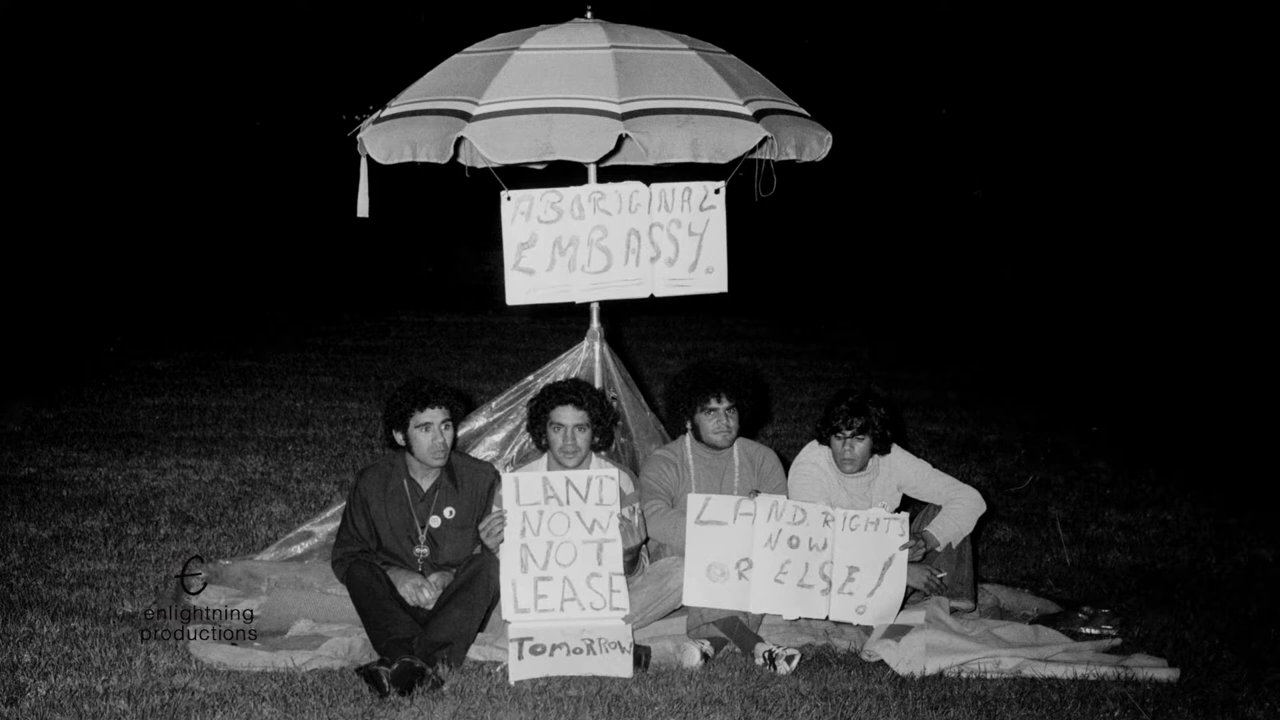 ABORIGINAL
EMBASSY.
LAND
NOW
NOT
LEASE
TOMORROW
LAND RIGHTS
NOW
OR ELSE!
enlightning
productions